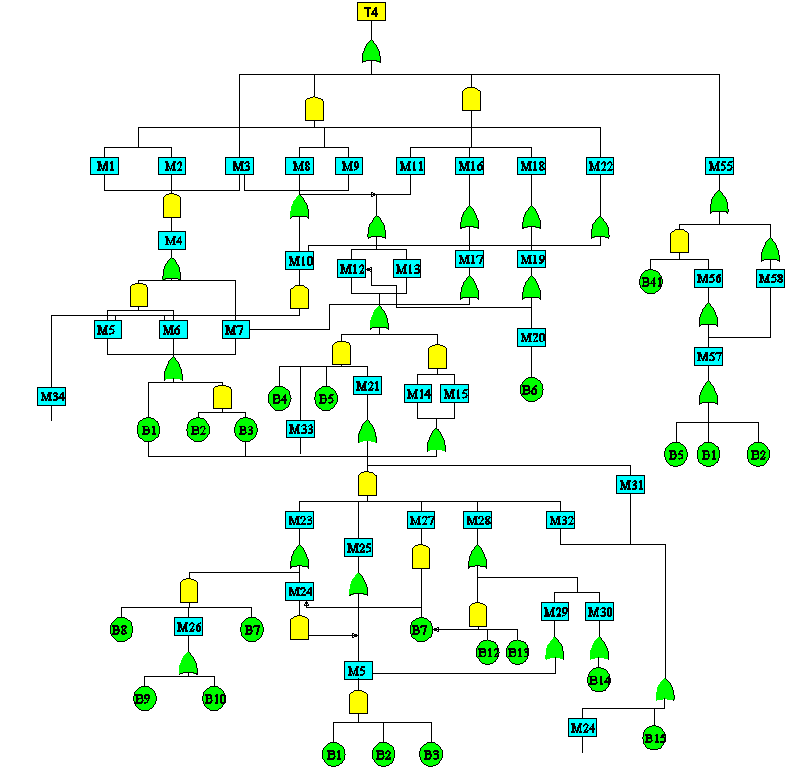 T4
M1 M2 M3 M8 M9 M11 M16 M18 M22 M55
M4
M10 M12 M13 M17 M19
B41 M56 M58
M5 M6 M7
M20
M57
M34 B4 B5 M21 M14 M15 B6
B1 B2 B3 M33
B5 B1 B2
M31
M23 M27 M28 M32
M25
M24
M29 M30
B8 M26 B7 B7
B12 B13
M5 B14
B9 B10
M24 B15
B1 B2 B3